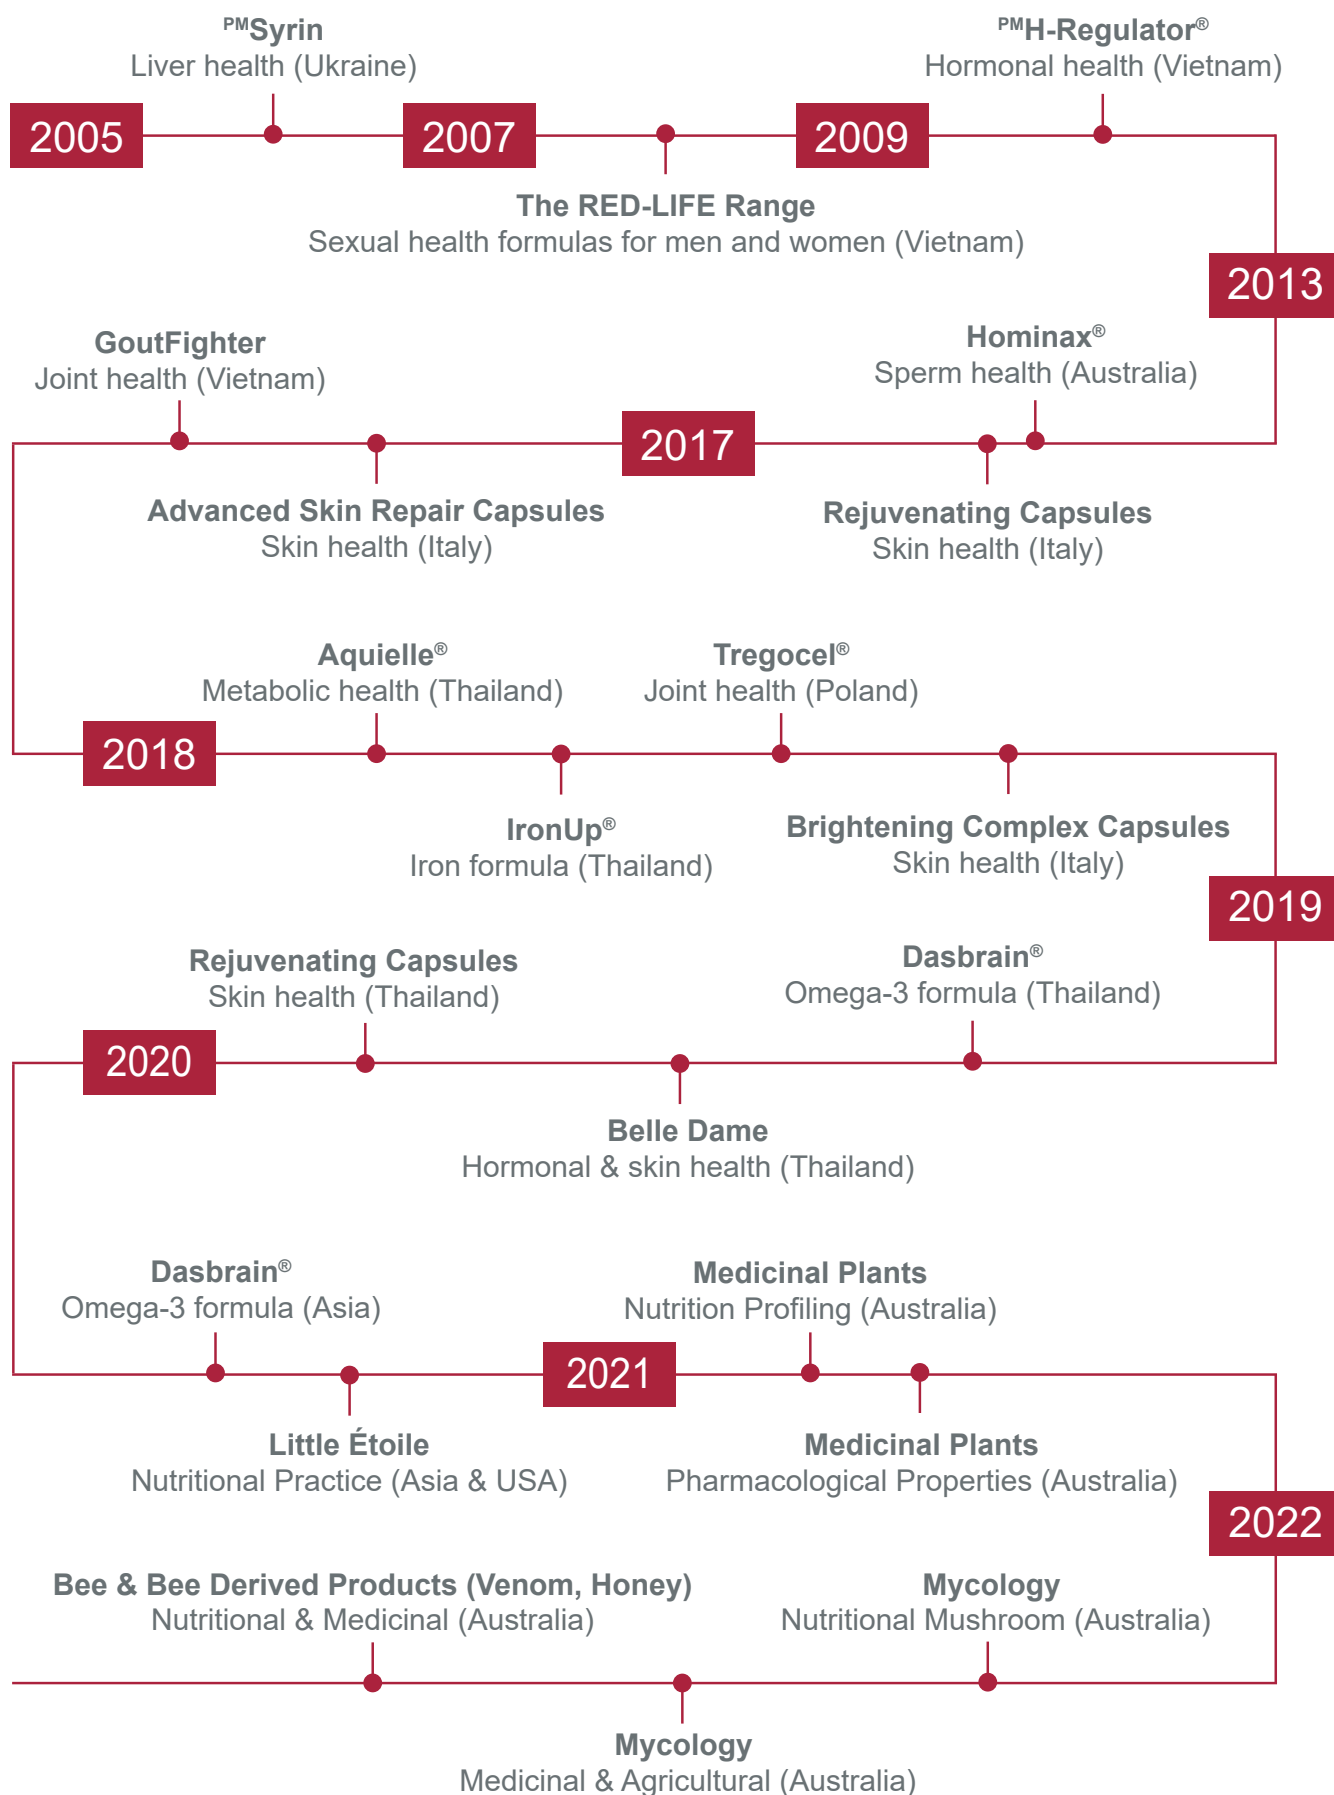 PMSyrin
Liver health (Ukraine)
PMH-Regulator®
Hormonal health (Vietnam)
2005
2007
2009
The RED-LIFE Range
Sexual health formulas for men and women (Vietnam)
2013
GoutFighter
Joint health (Vietnam)
Hominax®
Sperm health (Australia)
2017
Advanced Skin Repair Capsules
Skin health (Italy)
Rejuvenating Capsules
Skin health (Italy)
Aquielle®
Metabolic health (Thailand)
Tregocel®
Joint health (Poland)
2018
IronUp®
Iron formula (Thailand)
Brightening Complex Capsules
Skin health (Italy)
2019
Rejuvenating Capsules
Skin health (Thailand)
Dasbrain®
Omega-3 formula (Thailand)
2020
Belle Dame
Hormonal & skin health (Thailand)
Dasbrain®
Omega-3 formula (Asia)
Medicinal Plants
Nutrition Profiling (Australia)
2021
Little Étoile
Nutritional Practice (Asia & USA)
Medicinal Plants
Pharmacological Properties (Australia)
2022
Bee & Bee Derived Products (Venom, Honey)
Nutritional & Medicinal (Australia)
Mycology
Nutritional Mushroom (Australia)
Mycology
Medicinal & Agricultural (Australia)